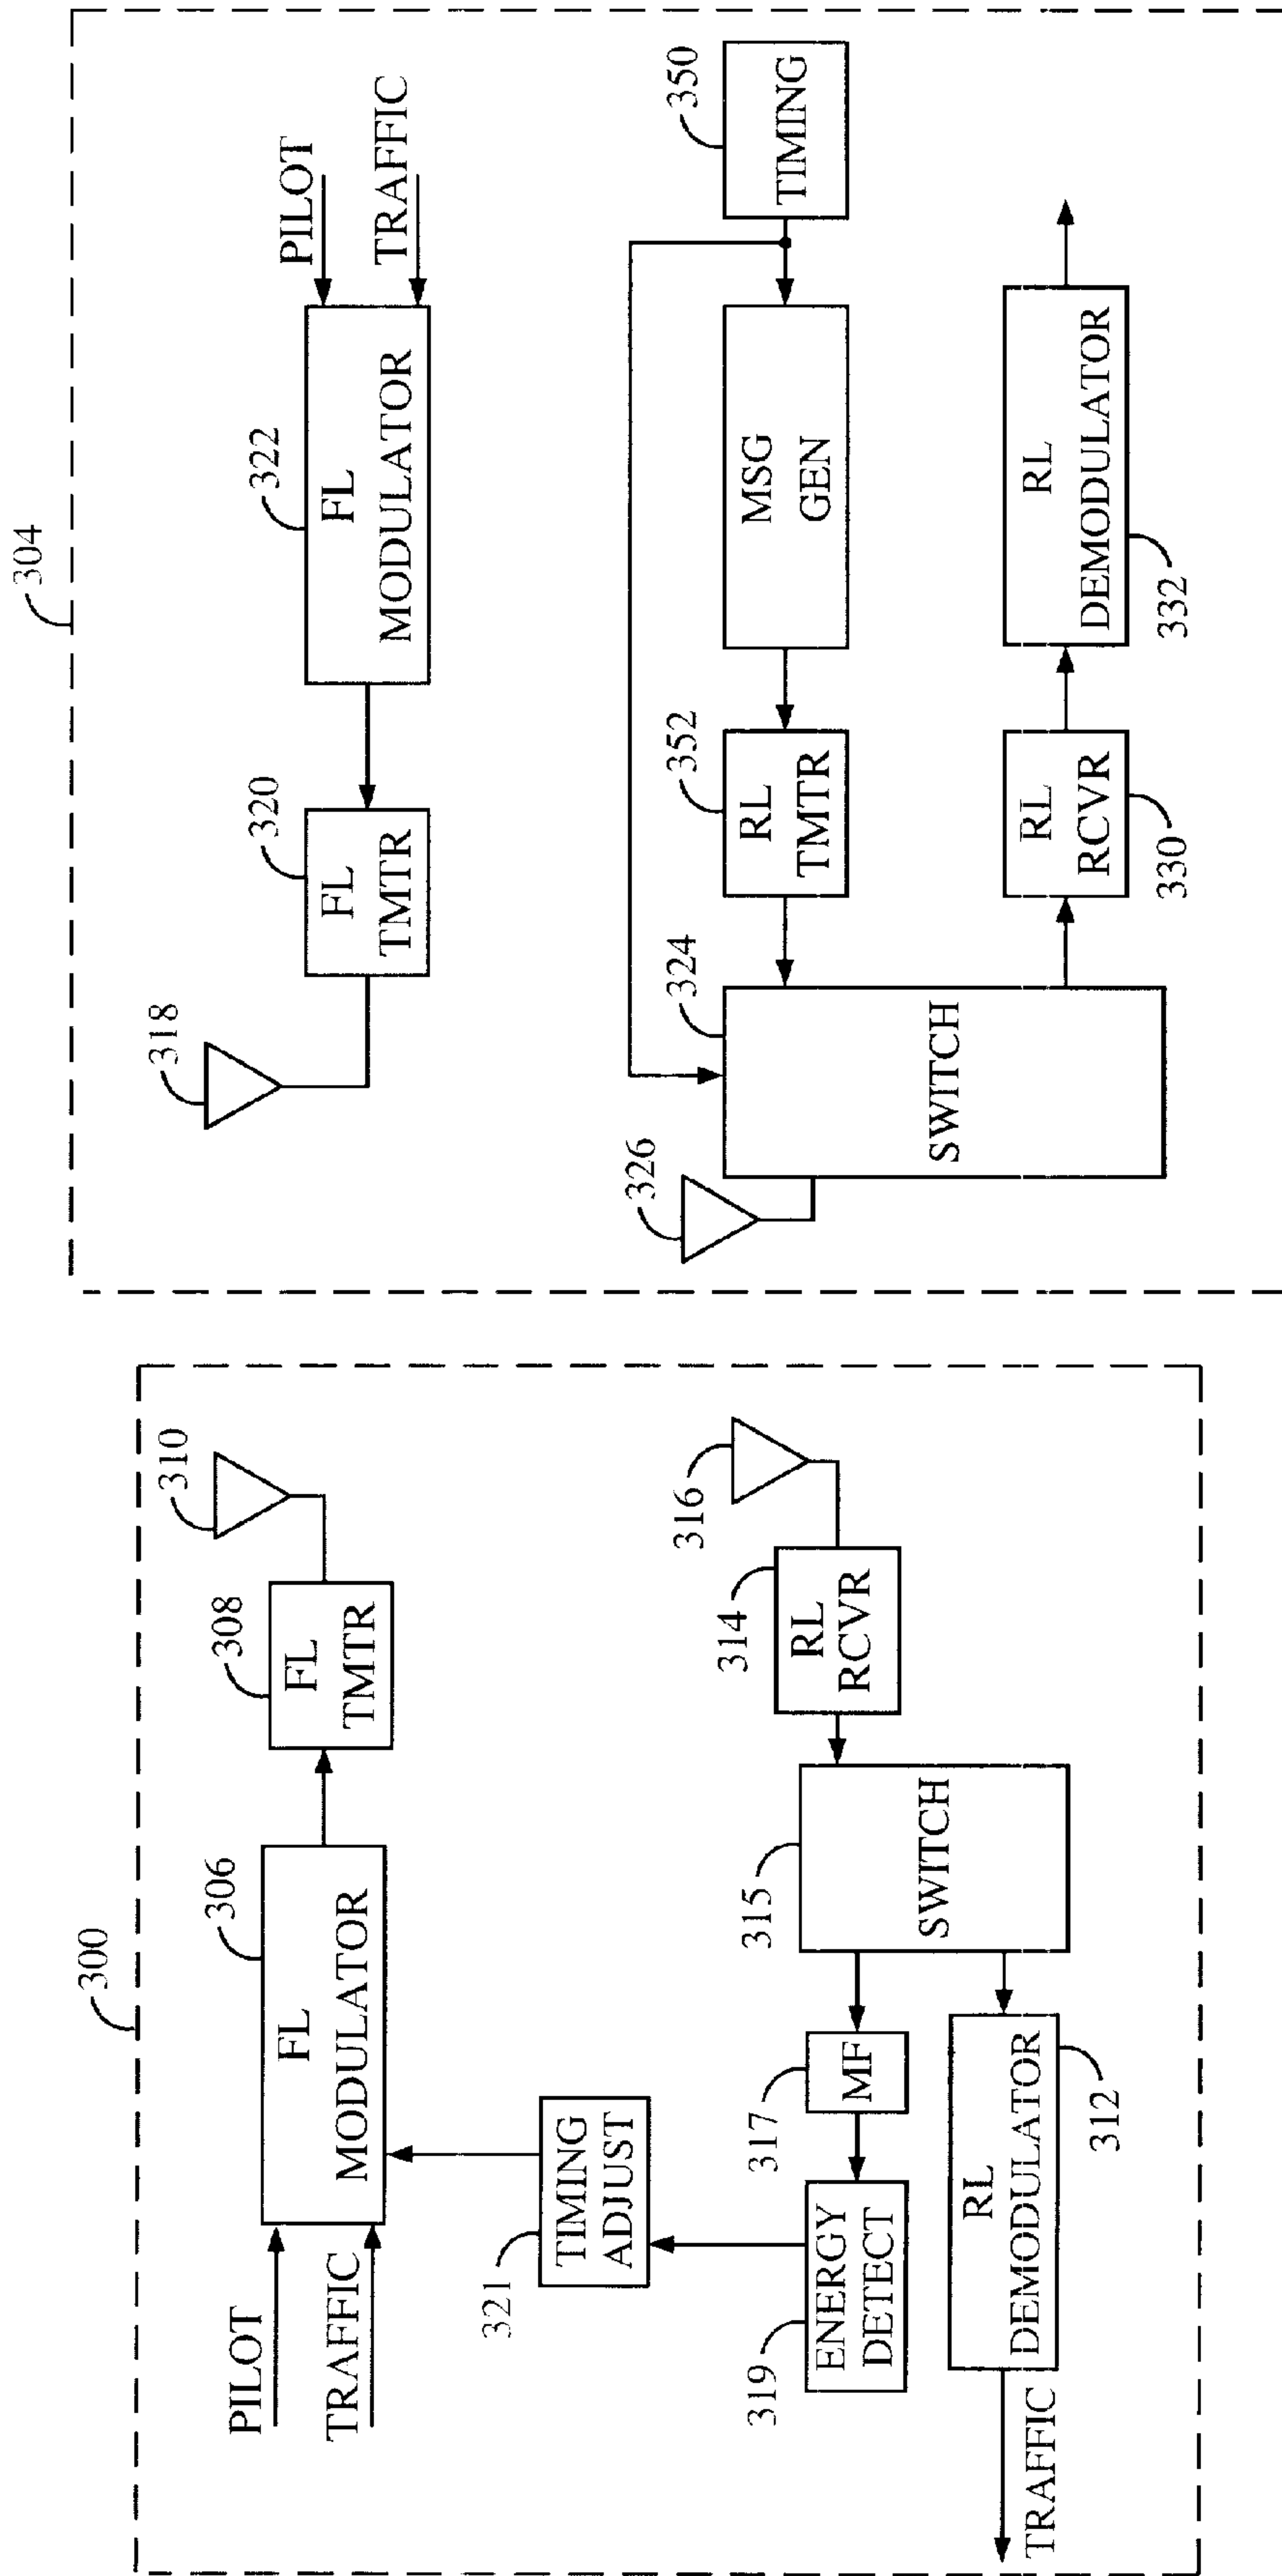 300
PILOT
TRAFFIC
306
FL
MODULATOR
308
FL
TMTR
310
321
TIMING
ADJUST
319
ENERGY
DETECT
317
MF
315
SWITCH
314
RL
RCVR
316
RL
DEMODULATOR
312
TRAFFIC
304
318
320
FL
TMTR
322
FL
MODULATOR
PILOT
TRAFFIC
326
324
SWITCH
352
RL
TMTR
MSG
GEN
350
TIMING
RL
RCVR
330
RL
DEMODULATOR
332